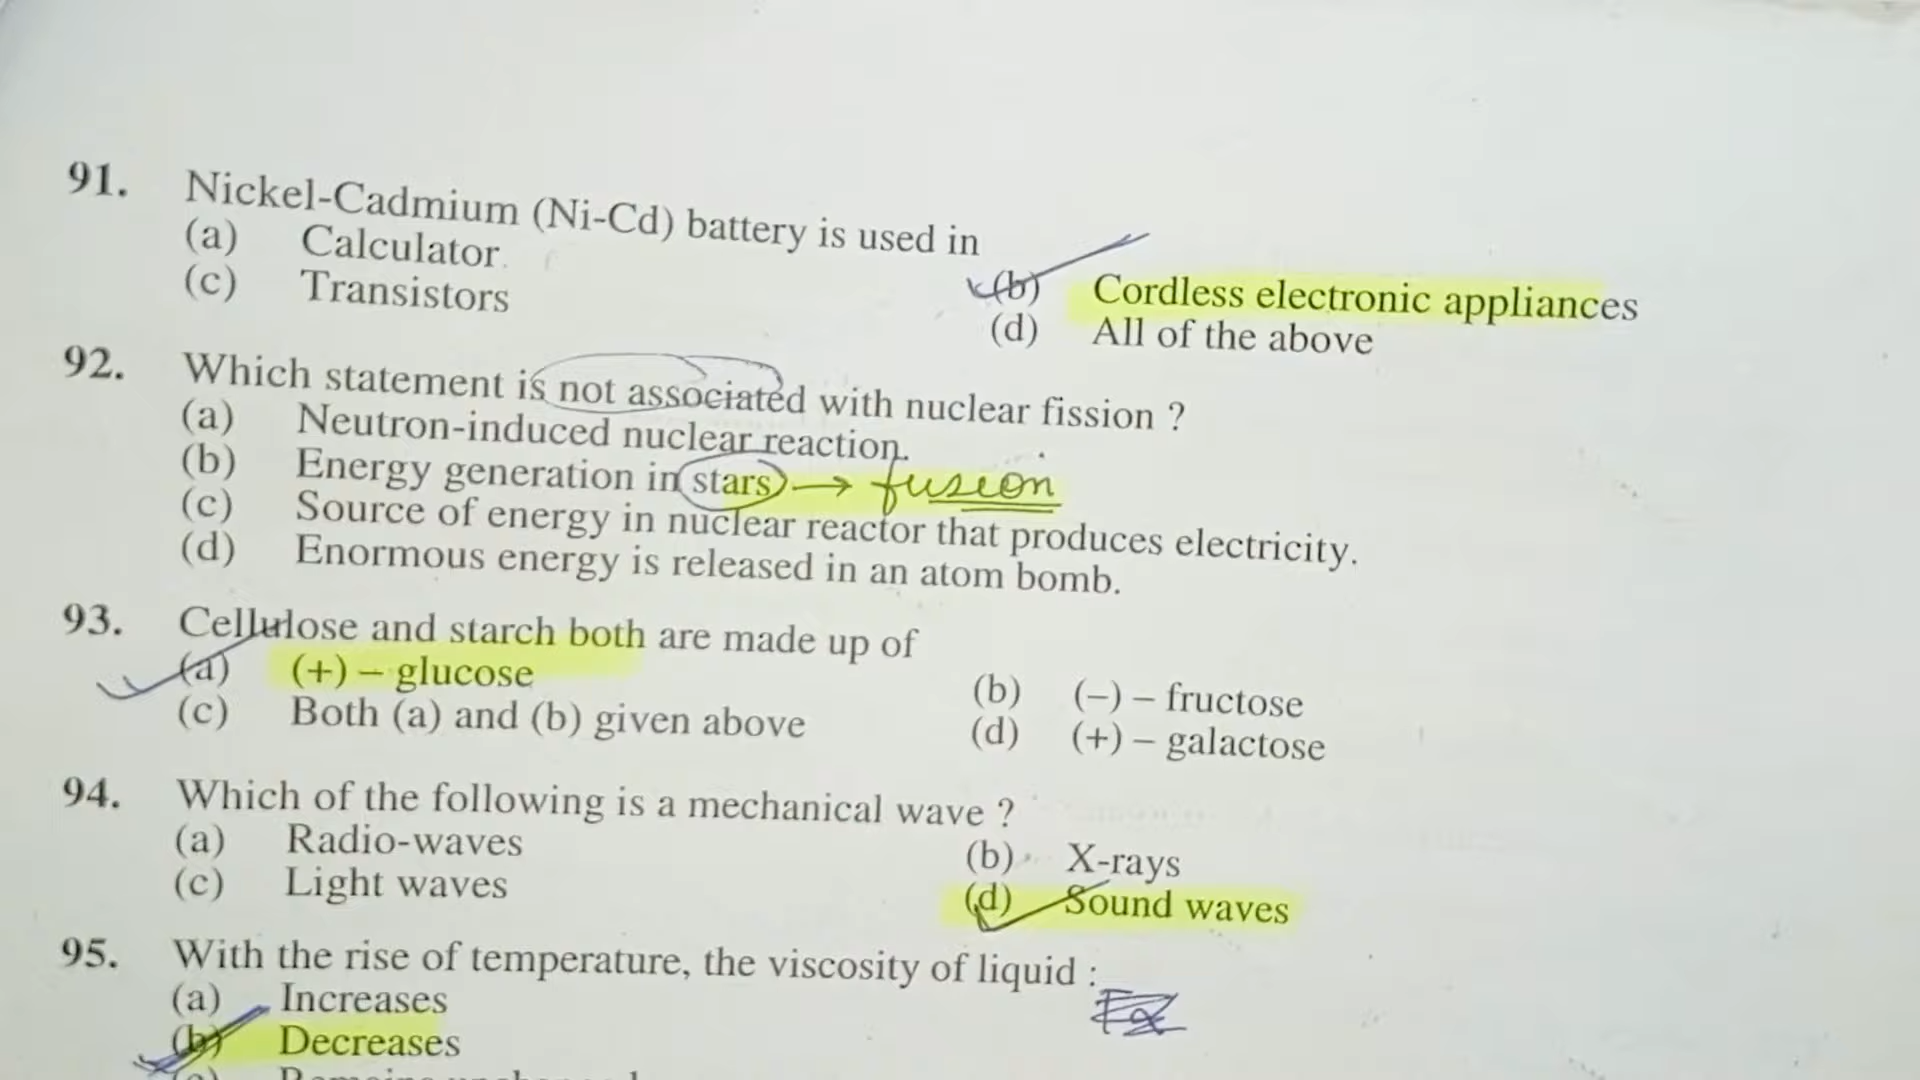 91. Nickel-Cadmium (Ni-Cd) battery is used in
(a) Calculator (b) Cordless electronic appliances
(c) Transistors (d) All of the above
92. Which statement is not associated with nuclear fission ?
(a) Neutron-induced nuclear reaction.
(b) Energy generation in stars → fusion
(c) Source of energy in nuclear reactor that produces electricity.
(d) Enormous energy is released in an atom bomb.
93. Cellulose and starch both are made up of
(a) (+) – glucose (b) (–) – fructose
(c) Both (a) and (b) given above (d) (+) – galactose
94. Which of the following is a mechanical wave ?
(a) Radio-waves (b) X-rays
(c) Light waves (d) Sound waves
95. With the rise of temperature, the viscosity of liquid :
(a) Increases
(b) Decreases